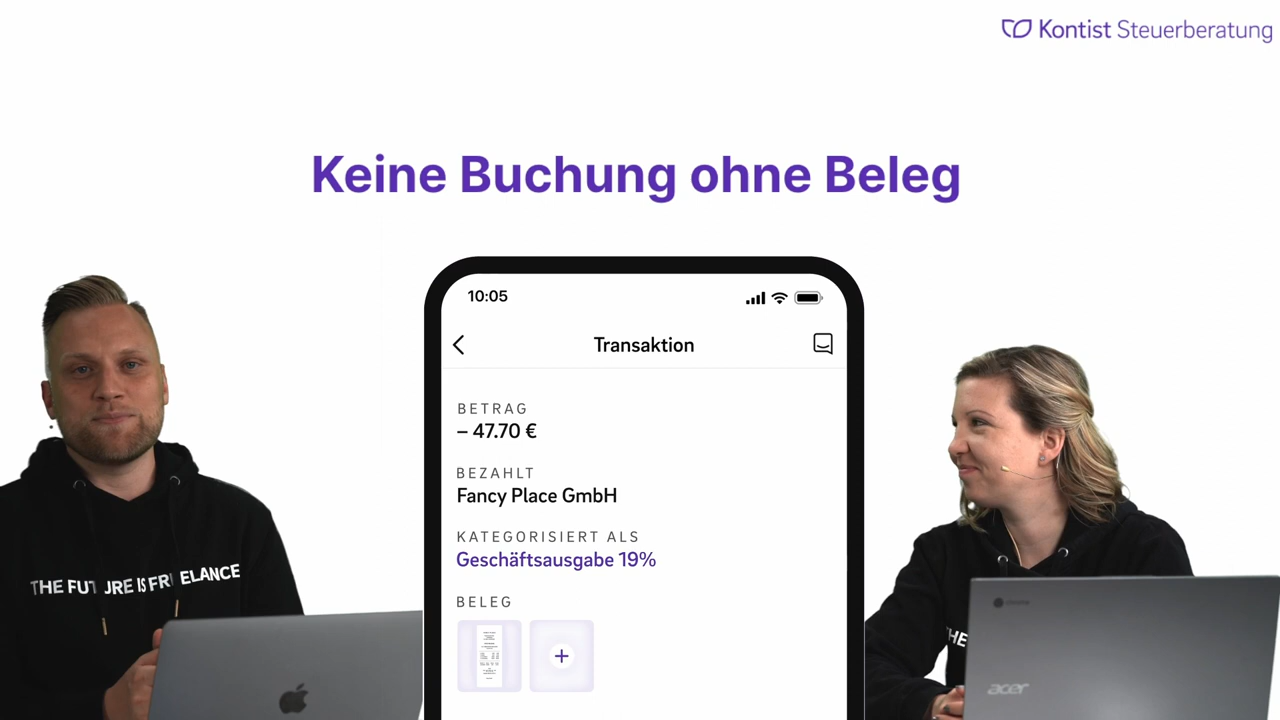 Kontist Steuerberatung
Keine Buchung ohne Beleg
10:05
Transaktion
BETRAG
– 47.70 €
BEZAHLT
Fancy Place GmbH
KATEGORISIERT ALS
Geschäftsausgabe 19%
BELEG
+
THE FUTURE IS FREELANCE
THE
acer